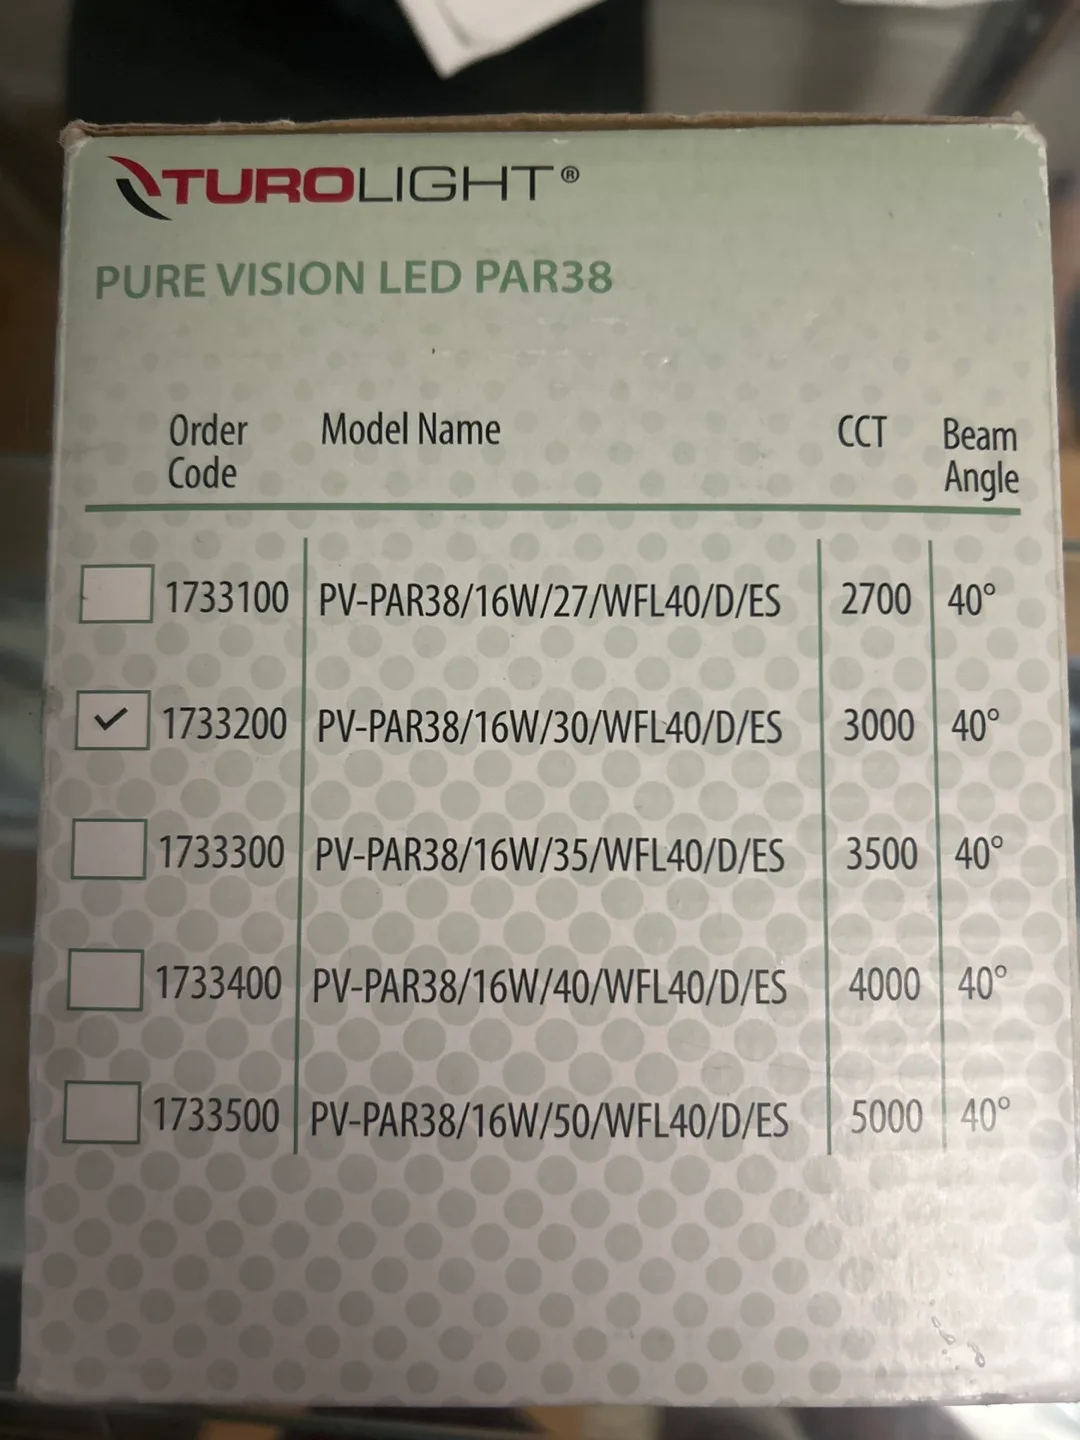 TUROLIGHT®
PURE VISION LED PAR38
Order Code Model Name CCT Beam Angle
1733100 PV-PAR38/16W/27/WFL40/D/ES 2700 40°
✓ 1733200 PV-PAR38/16W/30/WFL40/D/ES 3000 40°
1733300 PV-PAR38/16W/35/WFL40/D/ES 3500 40°
1733400 PV-PAR38/16W/40/WFL40/D/ES 4000 40°
1733500 PV-PAR38/16W/50/WFL40/D/ES 5000 40°